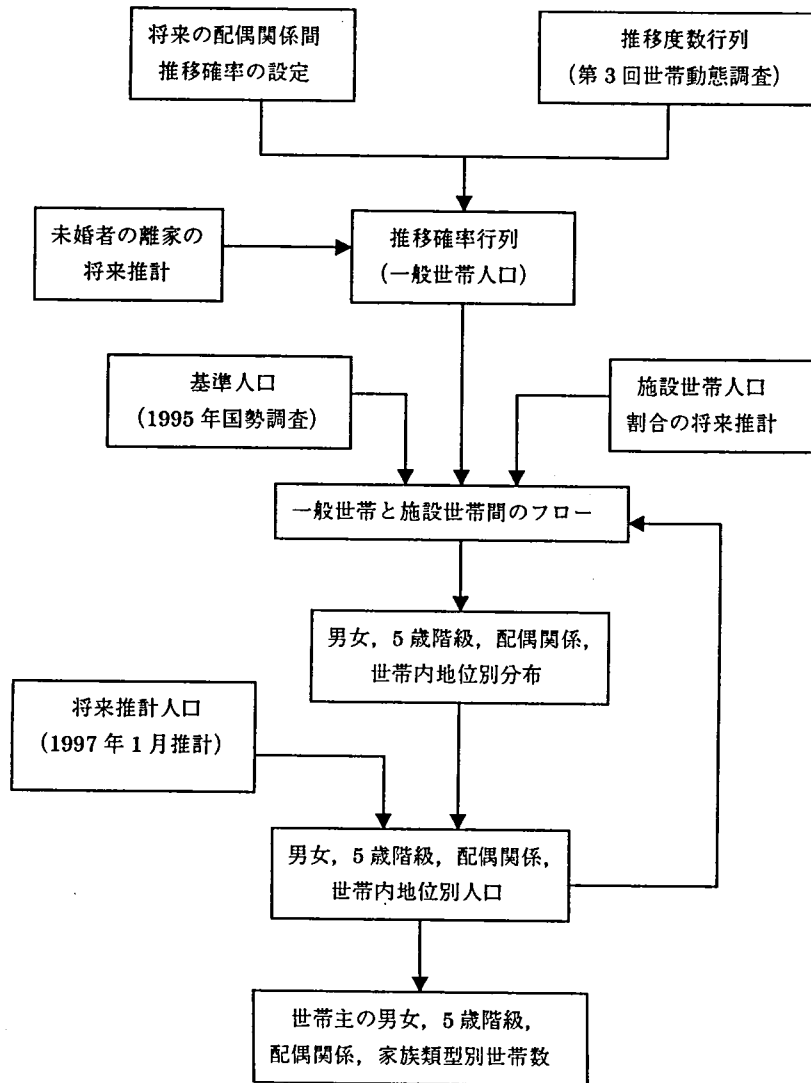 将来の配偶関係間
推移確率の設定
推移度数行列
(第3回世帯動態調査)
未婚者の離家の
将来推計
推移確率行列
(一般世帯人口)
基準人口
(1995年国勢調査)
施設世帯人口
割合の将来推計
一般世帯と施設世帯間のフロー
男女，5歳階級，配偶関係，
世帯内地位別分布
将来推計人口
(1997年1月推計)
男女，5歳階級，配偶関係，
世帯内地位別人口
世帯主の男女，5歳階級，
配偶関係，家族類型別世帯数